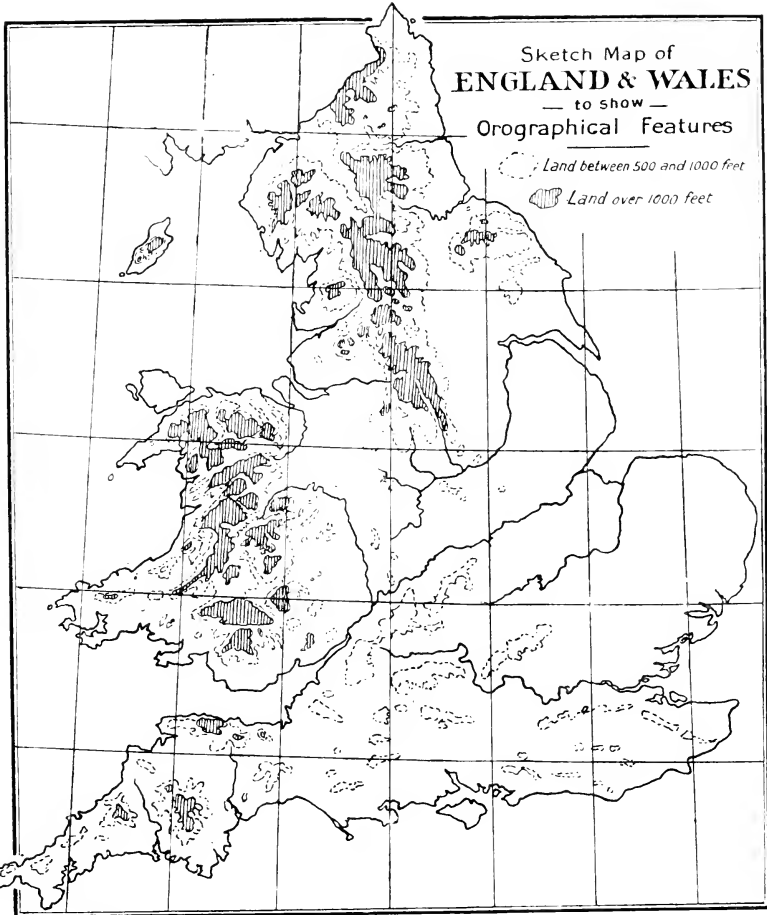 Sketch Map of
ENGLAND & WALES
— to show —
Orographical Features
Land between 500 and 1000 feet
Land over 1000 feet